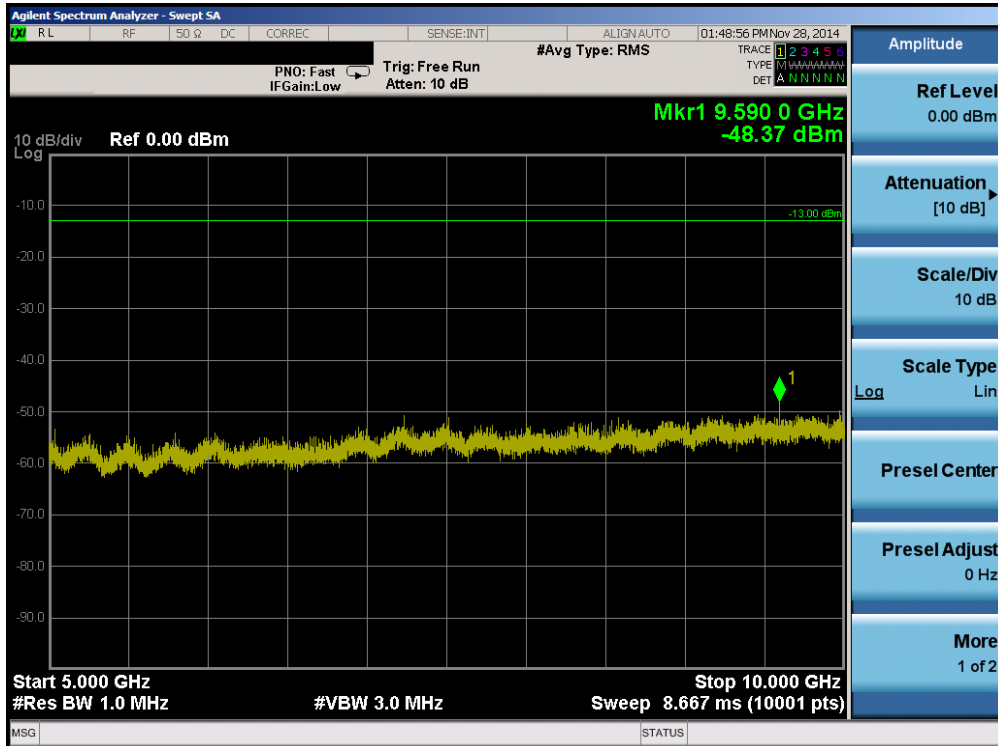 Agilent Spectrum Analyzer - Swept SA
LXI RL RF 50 Ω DC CORREC SENSE:INT ALIGN AUTO 01:48:56 PM Nov 28, 2014
#Avg Type: RMS TRACE 1 2 3 4 5 6
PNO: Fast Trig: Free Run TYPE M WWWWW
IFGain:Low Atten: 10 dB DET A N N N N N
Mkr1 9.590 0 GHz
10 dB/div Ref 0.00 dBm -48.37 dBm
Log
-10.0
-13.00 dBm
-20.0
-30.0
-40.0
1
-50.0
-60.0
-70.0
-80.0
-90.0
Start 5.000 GHz Stop 10.000 GHz
#Res BW 1.0 MHz #VBW 3.0 MHz Sweep 8.667 ms (10001 pts)
MSG STATUS
Amplitude
Ref Level
0.00 dBm
Attenuation
[10 dB]
Scale/Div
10 dB
Scale Type
Log Lin
Presel Center
Presel Adjust
0 Hz
More
1 of 2